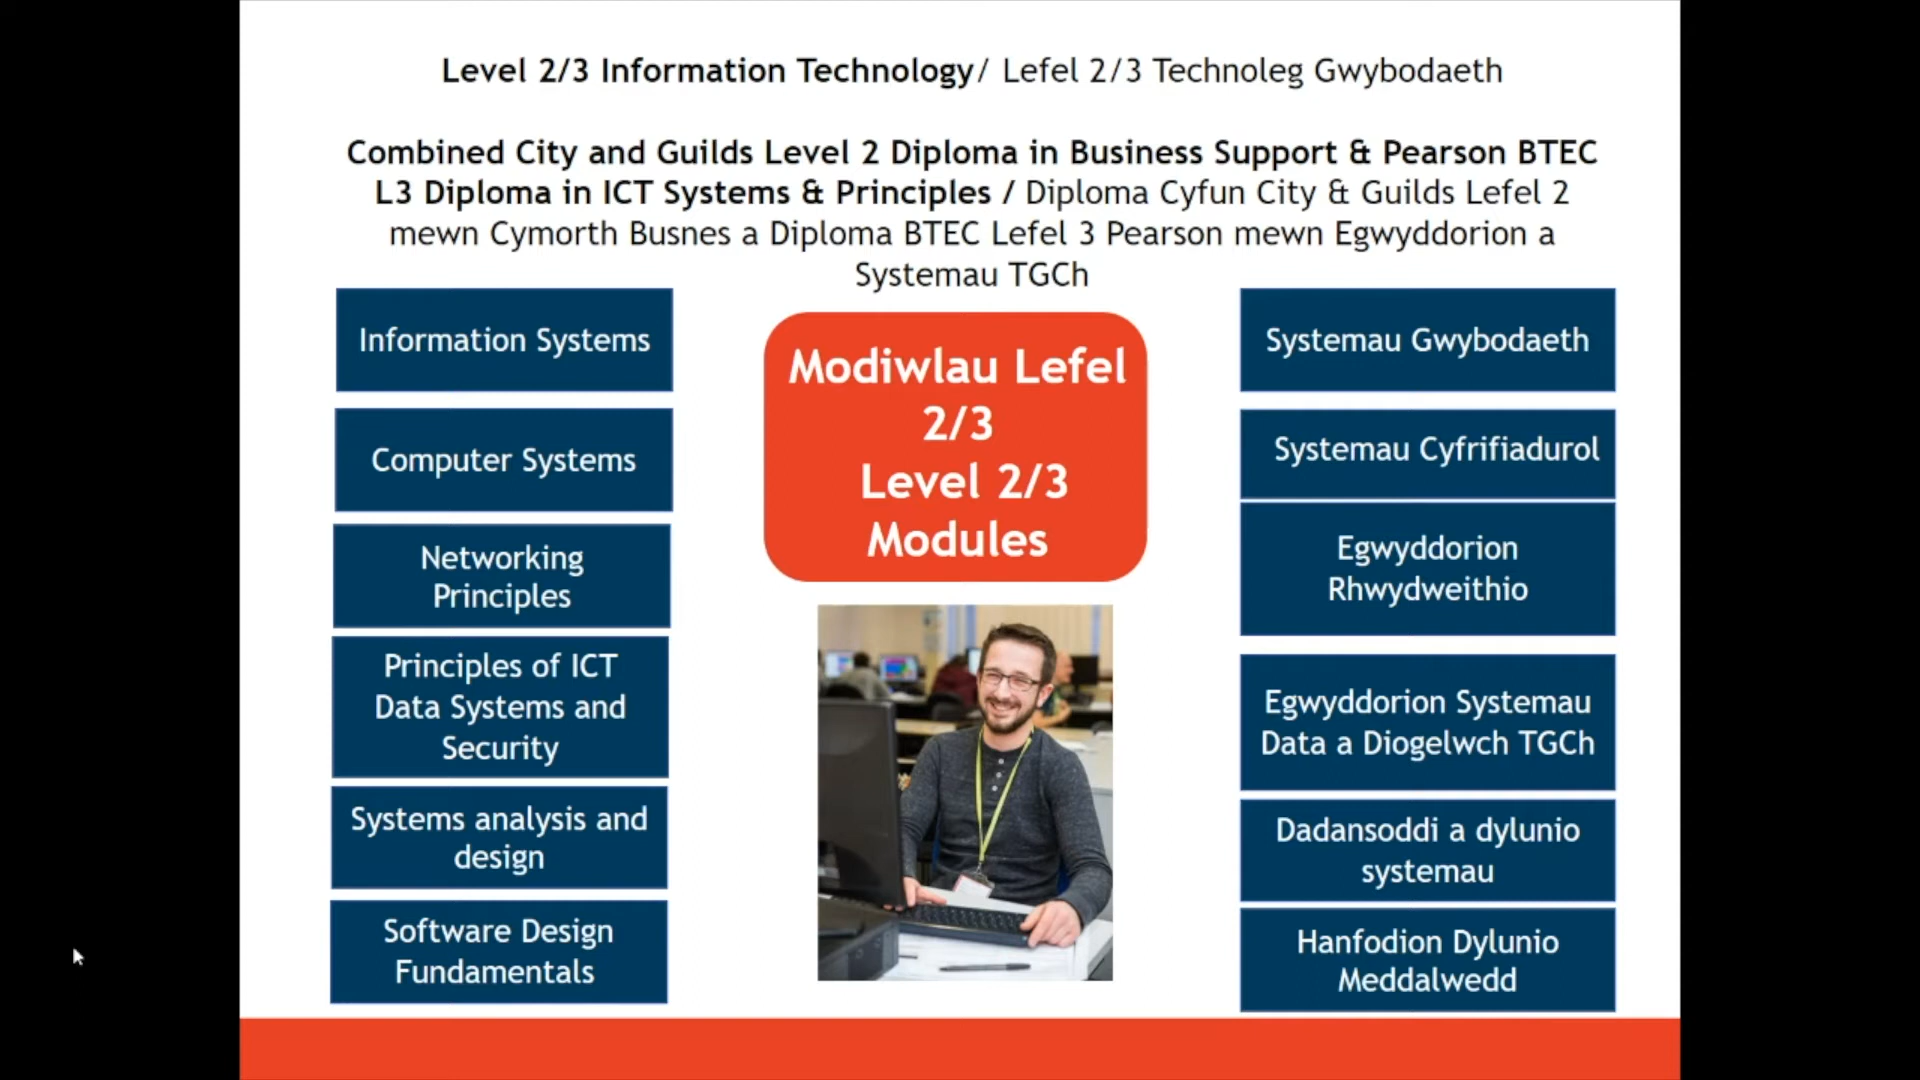 Level 2/3 Information Technology/ Lefel 2/3 Technoleg Gwybodaeth
Combined City and Guilds Level 2 Diploma in Business Support & Pearson BTEC
L3 Diploma in ICT Systems & Principles / Diploma Cyfun City & Guilds Lefel 2
mewn Cymorth Busnes a Diploma BTEC Lefel 3 Pearson mewn Egwyddorion a
Systemau TGCh
Information Systems
Computer Systems
Networking
Principles
Principles of ICT
Data Systems and
Security
Systems analysis and
design
Software Design
Fundamentals
Modiwlau Lefel
2/3
Level 2/3
Modules
Systemau Gwybodaeth
Systemau Cyfrifiadurol
Egwyddorion
Rhwydweithio
Egwyddorion Systemau
Data a Diogelwch TGCh
Dadansoddi a dylunio
systemau
Hanfodion Dylunio
Meddalwedd